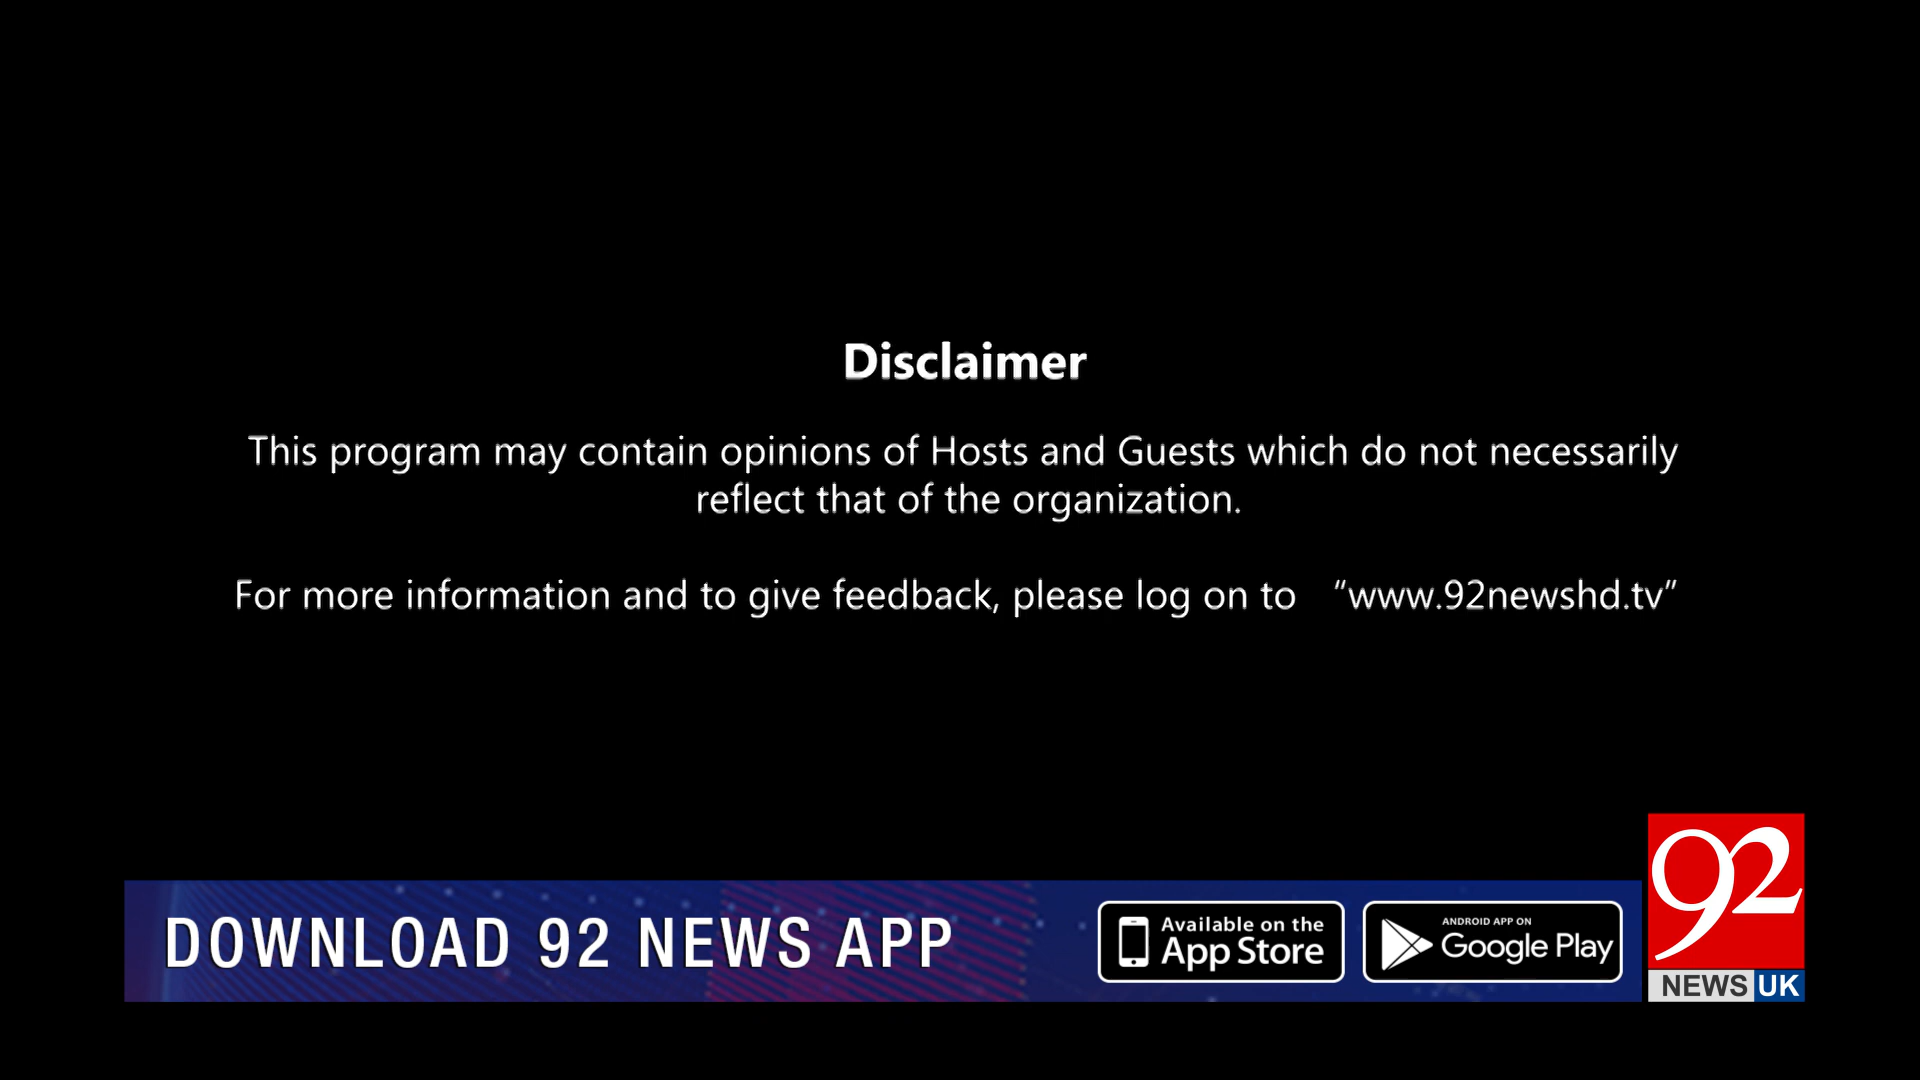 Disclaimer
This program may contain opinions of Hosts and Guests which do not necessarily
reflect that of the organization.
For more information and to give feedback, please log on to “www.92newshd.tv”
DOWNLOAD 92 NEWS APP
Available on the
App Store
ANDROID APP ON
Google Play
92
NEWS UK